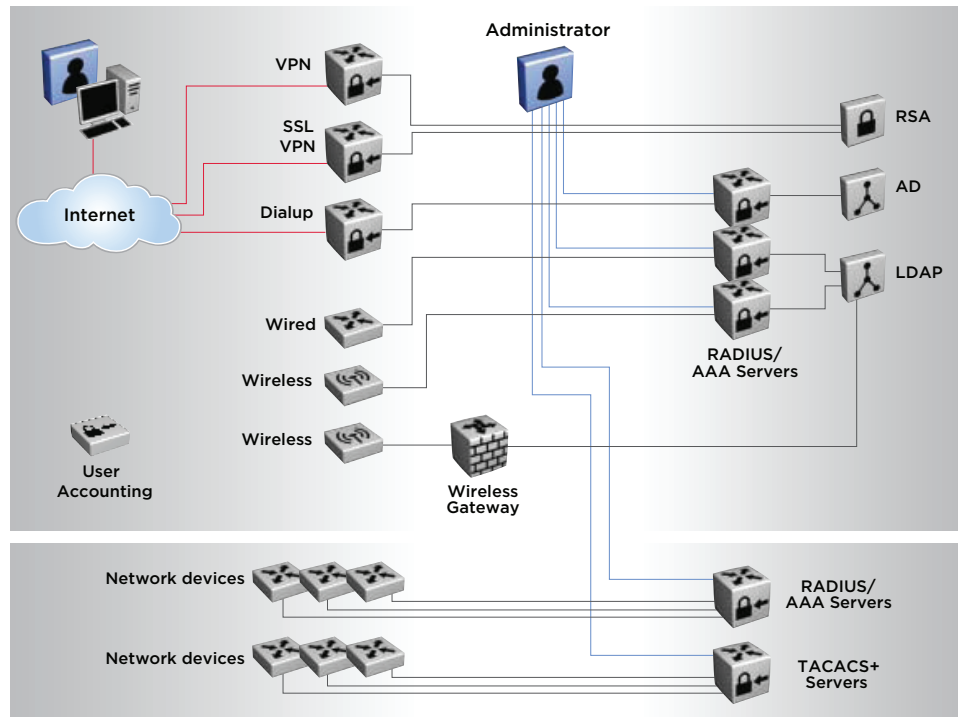 Administrator
VPN
RSA
SSL
VPN
AD
Internet
Dialup
LDAP
Wired
RADIUS/
AAA Servers
Wireless
Wireless
User
Accounting
Wireless
Gateway
Network devices
RADIUS/
AAA Servers
Network devices
TACACS+
Servers